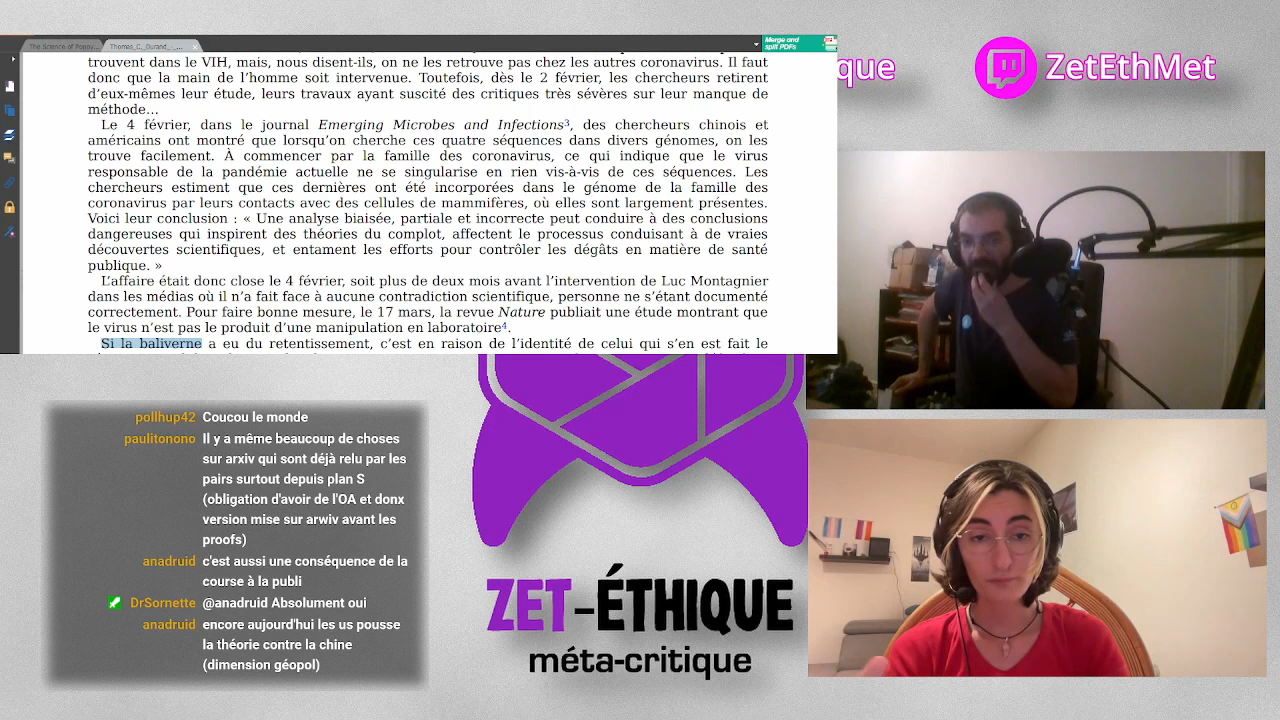 The Science of Poppy...
Thomas_C._Durand_-_...
Merge and
split PDFs
trouvent dans le VIH, mais, nous disent-ils, on ne les retrouve pas chez les autres coronavirus. Il faut
donc que la main de l’homme soit intervenue. Toutefois, dès le 2 février, les chercheurs retirent
d’eux-mêmes leur étude, leurs travaux ayant suscité des critiques très sévères sur leur manque de
méthode…
Le 4 février, dans le journal Emerging Microbes and Infections3, des chercheurs chinois et
américains ont montré que lorsqu’on cherche ces quatre séquences dans divers génomes, on les
trouve facilement. À commencer par la famille des coronavirus, ce qui indique que le virus
responsable de la pandémie actuelle ne se singularise en rien vis-à-vis de ces séquences. Les
chercheurs estiment que ces dernières ont été incorporées dans le génome de la famille des
coronavirus par leurs contacts avec des cellules de mammifères, où elles sont largement présentes.
Voici leur conclusion : « Une analyse biaisée, partiale et incorrecte peut conduire à des conclusions
dangereuses qui inspirent des théories du complot, affectent le processus conduisant à de vraies
découvertes scientifiques, et entament les efforts pour contrôler les dégâts en matière de santé
publique. »
L’affaire était donc close le 4 février, soit plus de deux mois avant l’intervention de Luc Montagnier
dans les médias où il n’a fait face à aucune contradiction scientifique, personne ne s’étant documenté
correctement. Pour faire bonne mesure, le 17 mars, la revue Nature publiait une étude montrant que
le virus n’est pas le produit d’une manipulation en laboratoire4.
Si la baliverne a eu du retentissement, c’est en raison de l’identité de celui qui s’en est fait le
que
ZetEthMet
pollhup42 Coucou le monde
paulitonono Il y a même beaucoup de choses
sur arxiv qui sont déjà relu par les
pairs surtout depuis plan S
(obligation d'avoir de l'OA et donx
version mise sur arwiv avant les
proofs)
anadruid c'est aussi une conséquence de la
course à la publi
DrSornette @anadruid Absolument oui
anadruid encore aujourd'hui les us pousse
la théorie contre la chine
(dimension géopol)
ZET-ÉTHIQUE
méta-critique